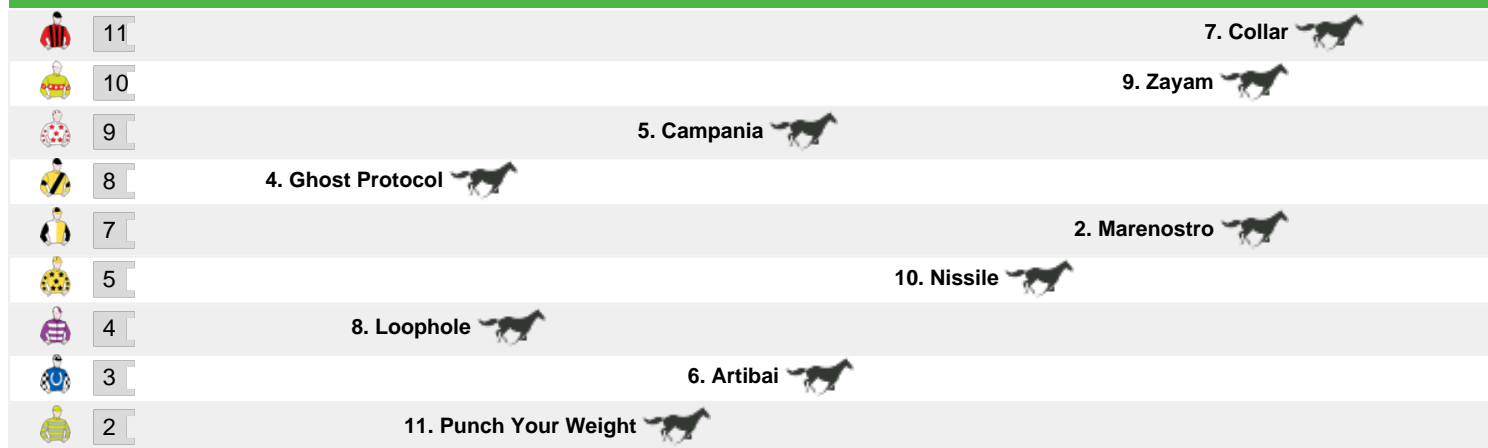 11 7. Collar
10 9. Zayam
9 5. Campania
8 4. Ghost Protocol
7 2. Marenostro
5 10. Nissile
4 8. Loophole
3 6. Artibai
2 11. Punch Your Weight